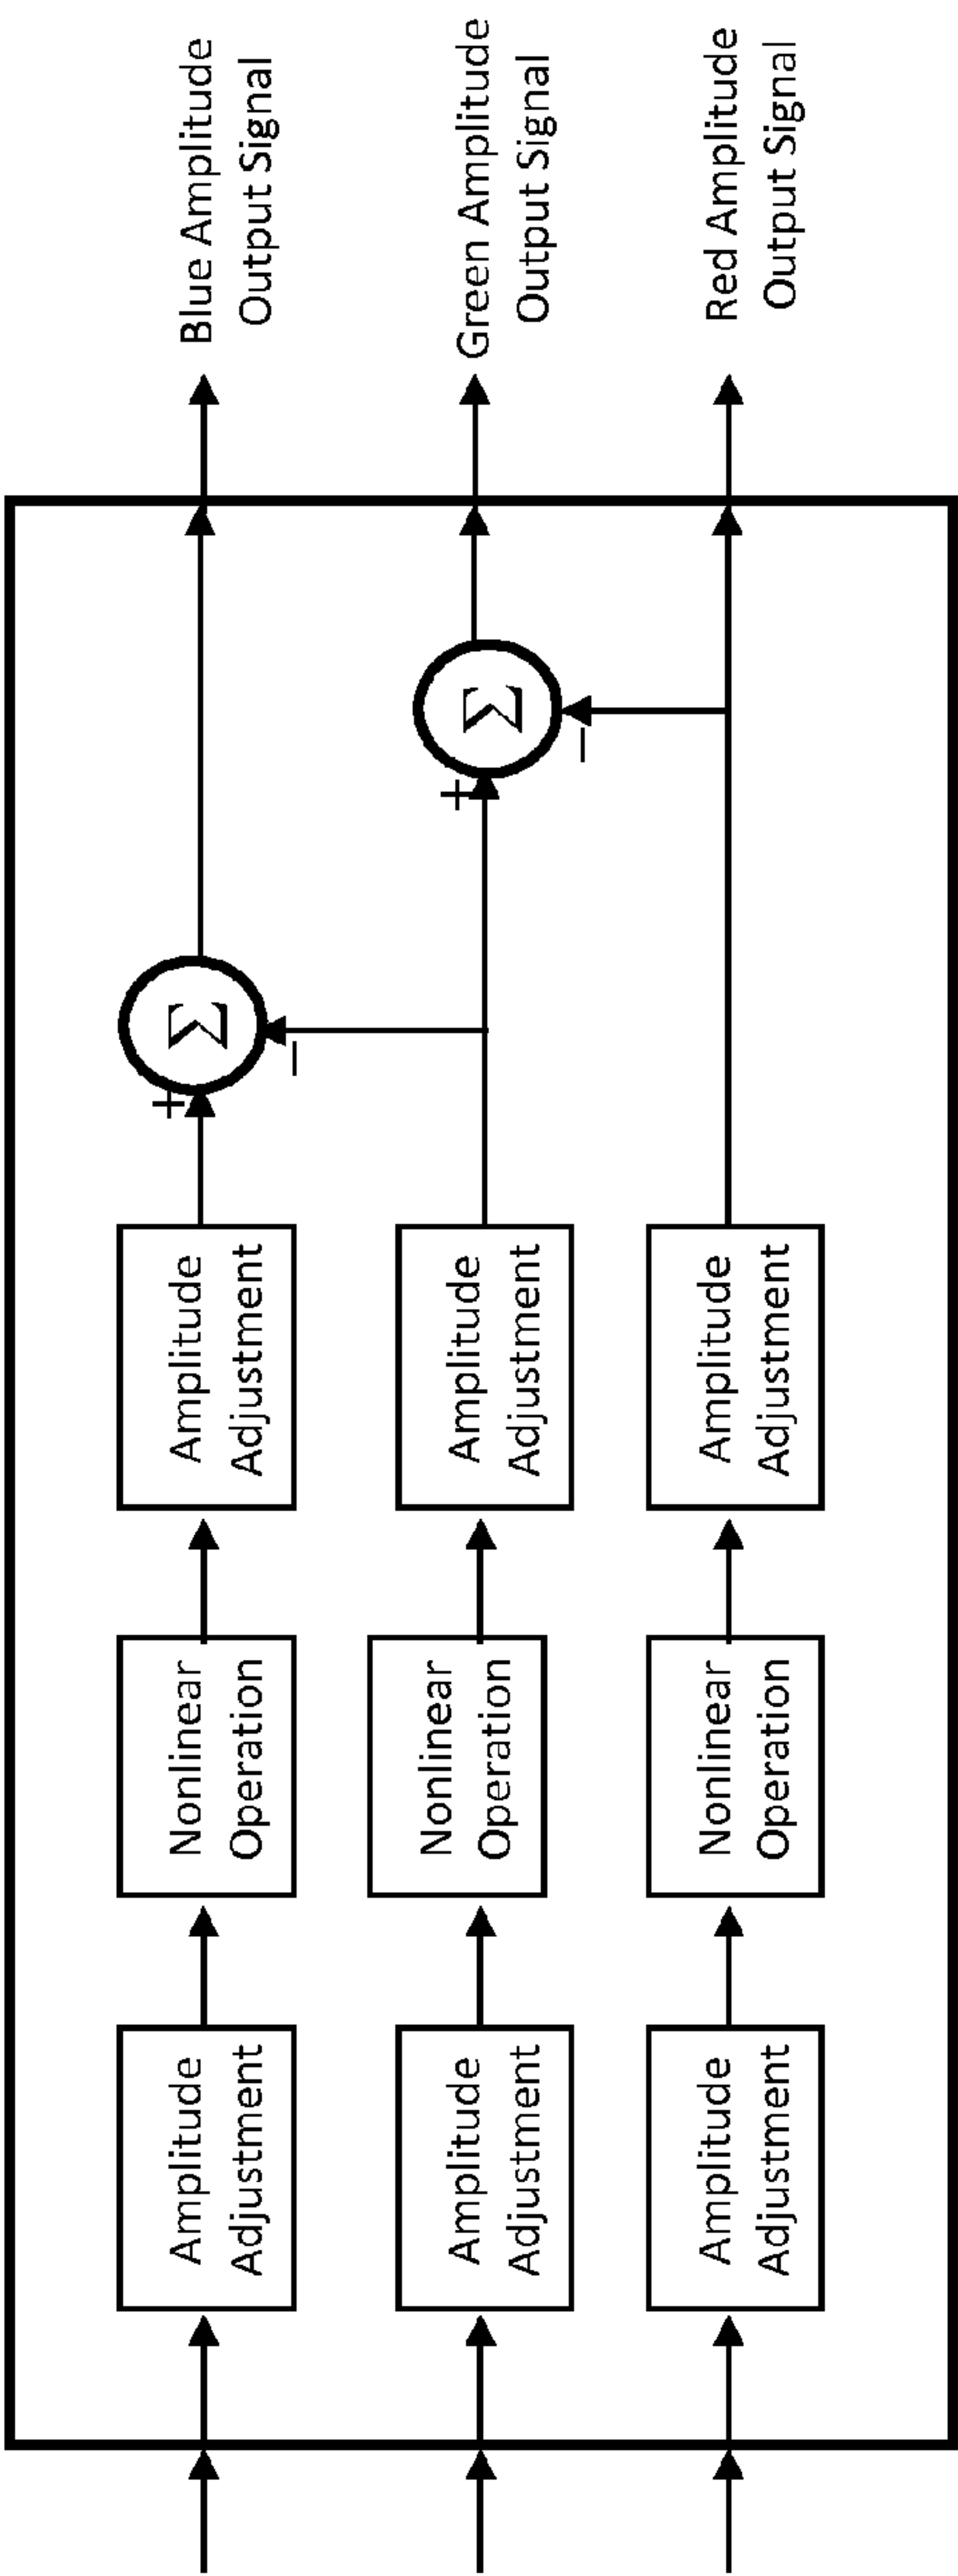 Amplitude
Adjustment
Nonlinear
Operation
Amplitude
Adjustment
+
−
Σ
Blue Amplitude
Output Signal
Amplitude
Adjustment
Nonlinear
Operation
Amplitude
Adjustment
+
−
Σ
Green Amplitude
Output Signal
Amplitude
Adjustment
Nonlinear
Operation
Amplitude
Adjustment
Red Amplitude
Output Signal